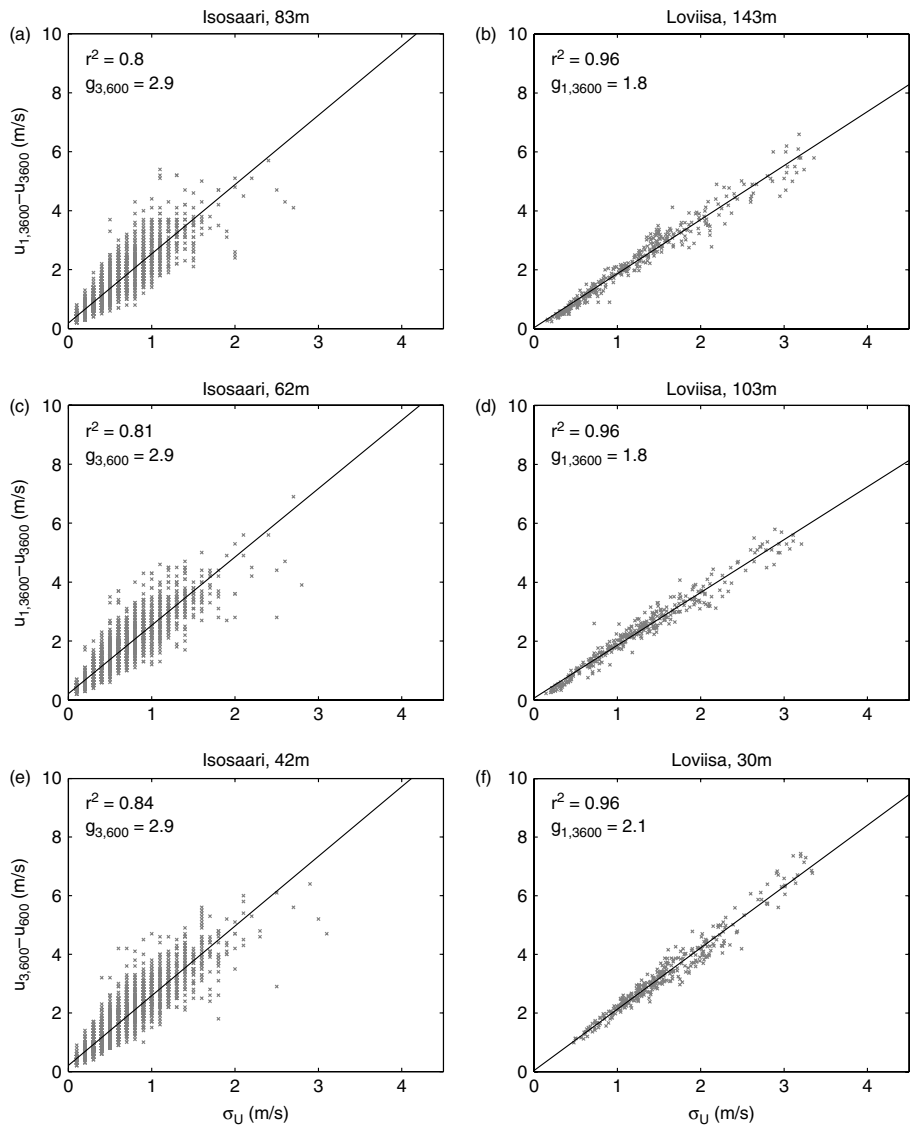 (a) Isosaari, 83m
r² = 0.8
g3,600 = 2.9
u1,3600−u3600 (m/s)
10
8
6
4
2
0
0 1 2 3 4
(b) Loviisa, 143m
r² = 0.96
g1,3600 = 1.8
10
8
6
4
2
0
0 1 2 3 4
(c) Isosaari, 62m
r² = 0.81
g3,600 = 2.9
u1,3600−u3600 (m/s)
10
8
6
4
2
0
0 1 2 3 4
(d) Loviisa, 103m
r² = 0.96
g1,3600 = 1.8
10
8
6
4
2
0
0 1 2 3 4
(e) Isosaari, 42m
r² = 0.84
g3,600 = 2.9
u3,600−u600 (m/s)
10
8
6
4
2
0
0 1 2 3 4
σU (m/s)
(f) Loviisa, 30m
r² = 0.96
g1,3600 = 2.1
10
8
6
4
2
0
0 1 2 3 4
σU (m/s)